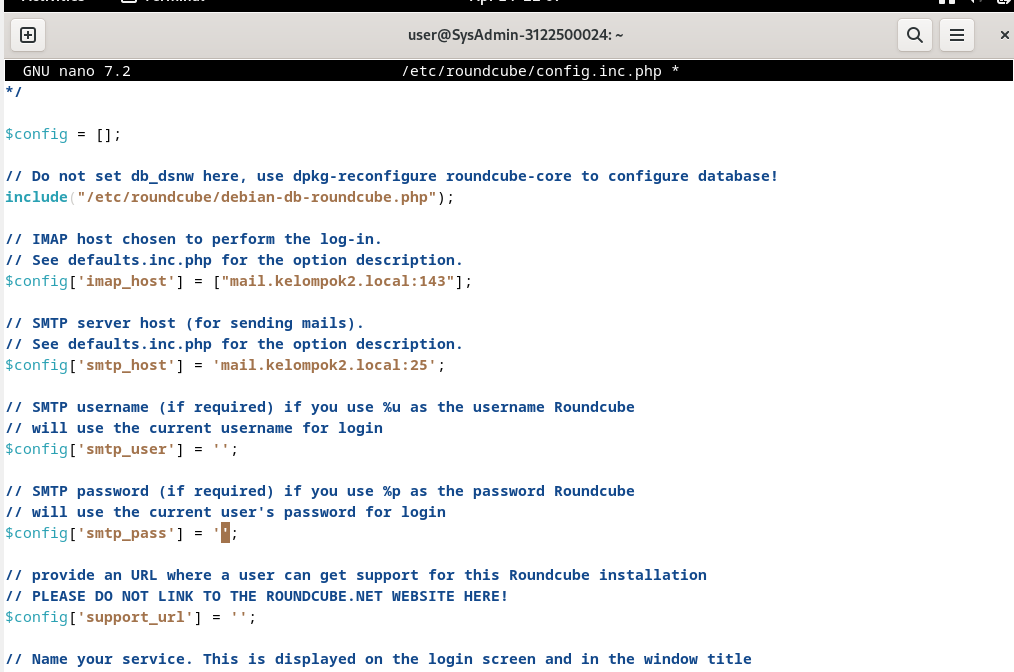 user@SysAdmin-3122500024: ~
GNU nano 7.2 /etc/roundcube/config.inc.php *
*/
$config = [];
// Do not set db_dsnw here, use dpkg-reconfigure roundcube-core to configure database!
include("/etc/roundcube/debian-db-roundcube.php");
// IMAP host chosen to perform the log-in.
// See defaults.inc.php for the option description.
$config['imap_host'] = ["mail.kelompok2.local:143"];
// SMTP server host (for sending mails).
// See defaults.inc.php for the option description.
$config['smtp_host'] = 'mail.kelompok2.local:25';
// SMTP username (if required) if you use %u as the username Roundcube
// will use the current username for login
$config['smtp_user'] = '';
// SMTP password (if required) if you use %p as the password Roundcube
// will use the current user's password for login
$config['smtp_pass'] = '';
// provide an URL where a user can get support for this Roundcube installation
// PLEASE DO NOT LINK TO THE ROUNDCUBE.NET WEBSITE HERE!
$config['support_url'] = '';
// Name your service. This is displayed on the login screen and in the window title